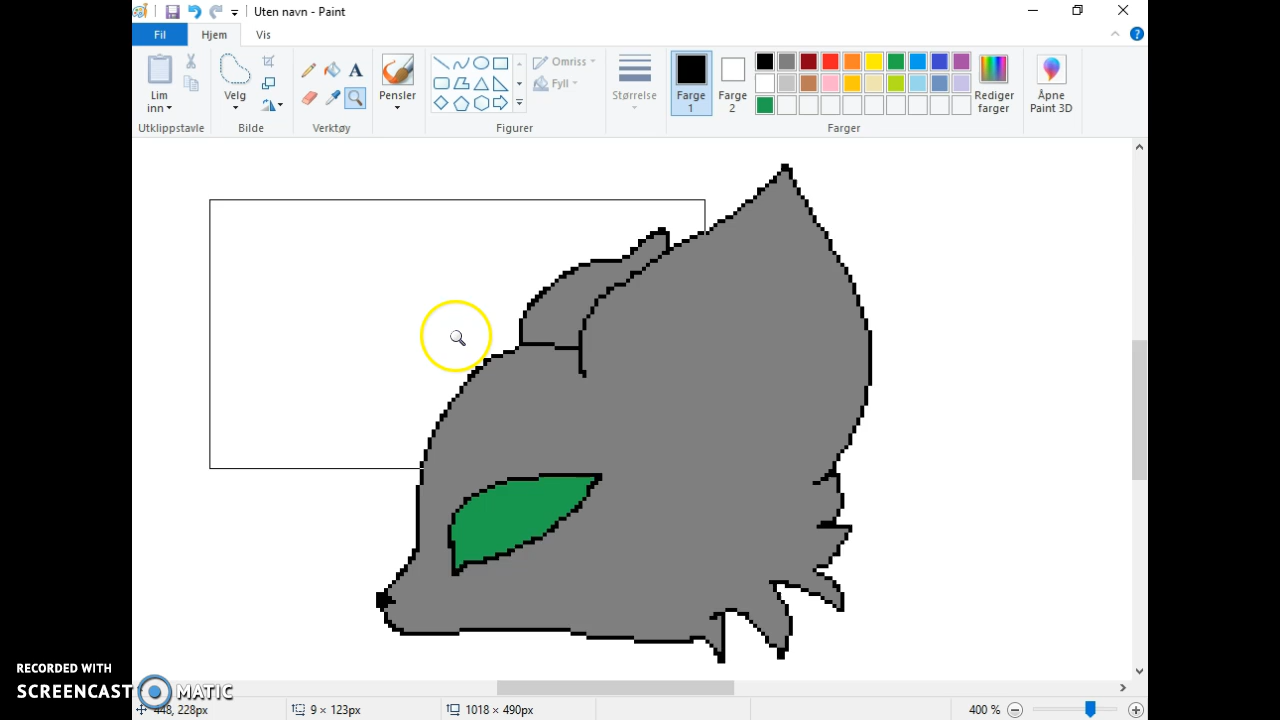 Uten navn - Paint
Fil Hjem Vis
Lim inn
Velg
Pensler
Omriss
Fyll
Størrelse
Farge 1
Farge 2
Rediger farger
Åpne Paint 3D
Utklippstavle Bilde Verktøy Figurer Farger
RECORDED WITH
SCREENCAST MATIC
448, 228px 9 × 123px 1018 × 490px 400 %